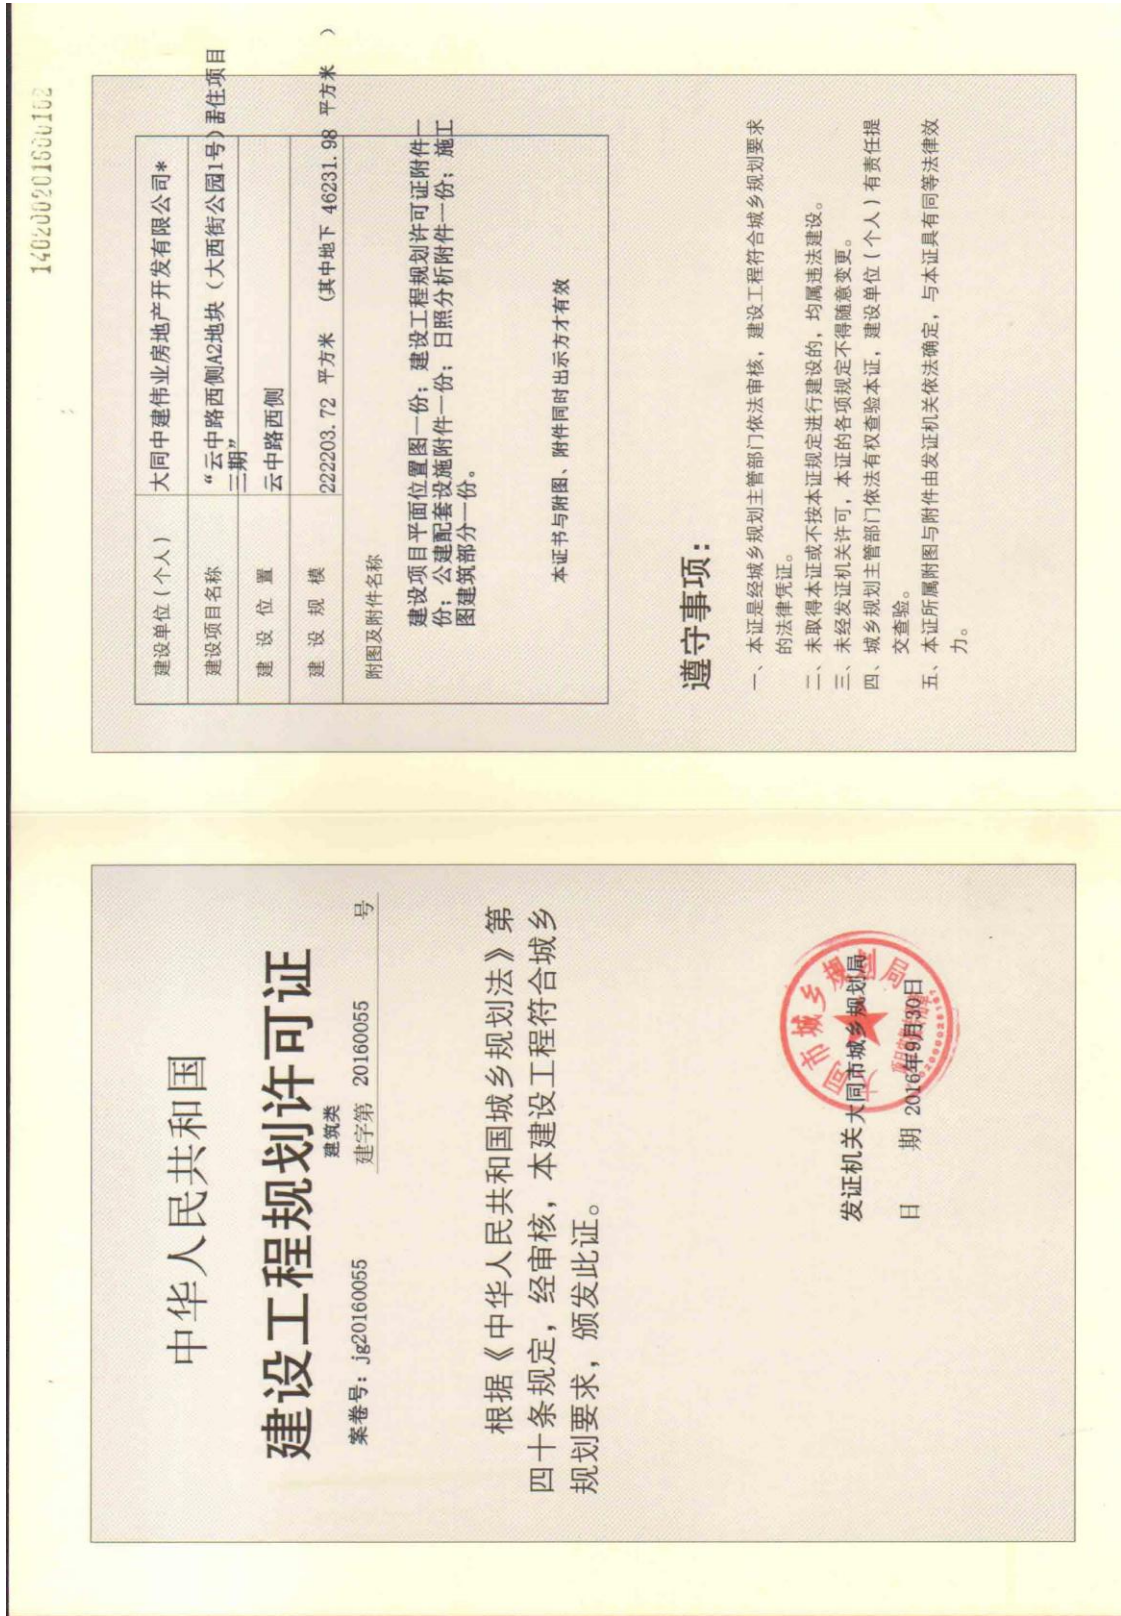 中华人民共和国
建设工程规划许可证
建筑类
案卷号：jg20160055 建字第 20160055 号
根据《中华人民共和国城乡规划法》第
四十条规定，经审核，本建设工程符合城乡
规划要求，颁发此证。
发证机关大同市城乡规划局
日 期 2016年9月30日
140200201600102
建设单位（个人） 大同中建伟业房地产开发有限公司*
建设项目名称 “云中路西侧A2地块（大西街公园1号）居住项目
三期”
建设位置 云中路西侧
建设规模 222203.72 平方米 （其中地下 46231.98 平方米 ）
附图及附件名称
建设项目平面位置图一份；建设工程规划许可证附件一
份；公建配套设施附件一份；日照分析附件一份；施工
图建筑部分一份。
本证书与附图、附件同时出示方才有效
遵守事项：
一、本证是经城乡规划主管部门依法审核，建设工程符合城乡规划要求
的法律凭证。
二、未取得本证或不按本证规定进行建设的，均属违法建设。
三、未经发证机关许可，本证的各项规定不得随意变更。
四、城乡规划主管部门依法有权查验本证，建设单位（个人）有责任提
交查验。
五、本证所属附图与附件由发证机关依法确定，与本证具有同等法律效
力。
大同市城乡规划局